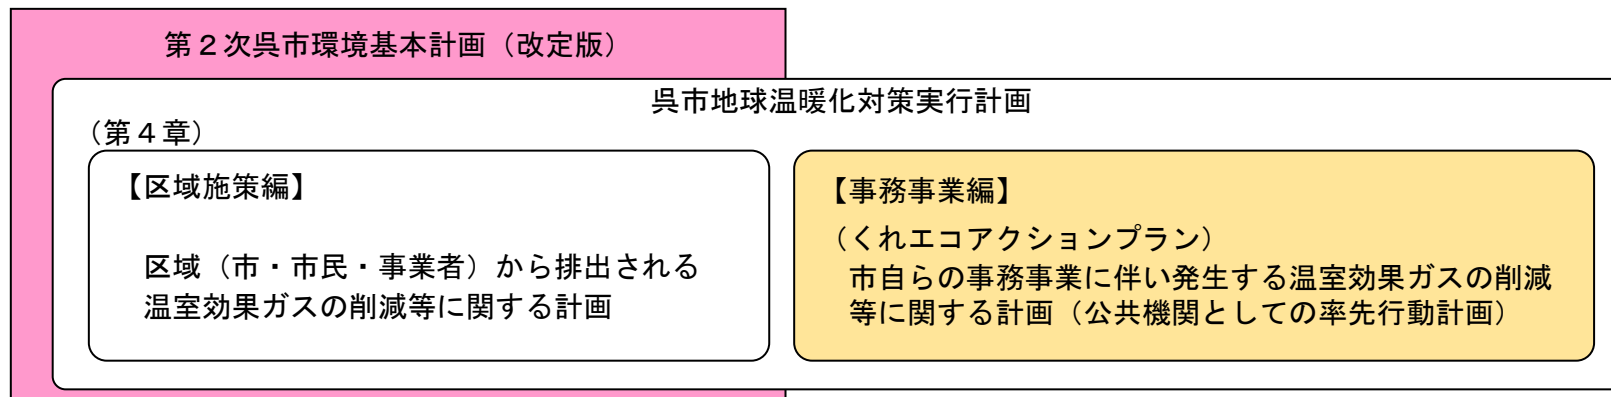 第２次呉市環境基本計画（改定版）
呉市地球温暖化対策実行計画
（第４章）
【区域施策編】
区域（市・市民・事業者）から排出される
温室効果ガスの削減等に関する計画
【事務事業編】
（くれエコアクションプラン）
市自らの事務事業に伴い発生する温室効果ガスの削減
等に関する計画（公共機関としての率先行動計画）